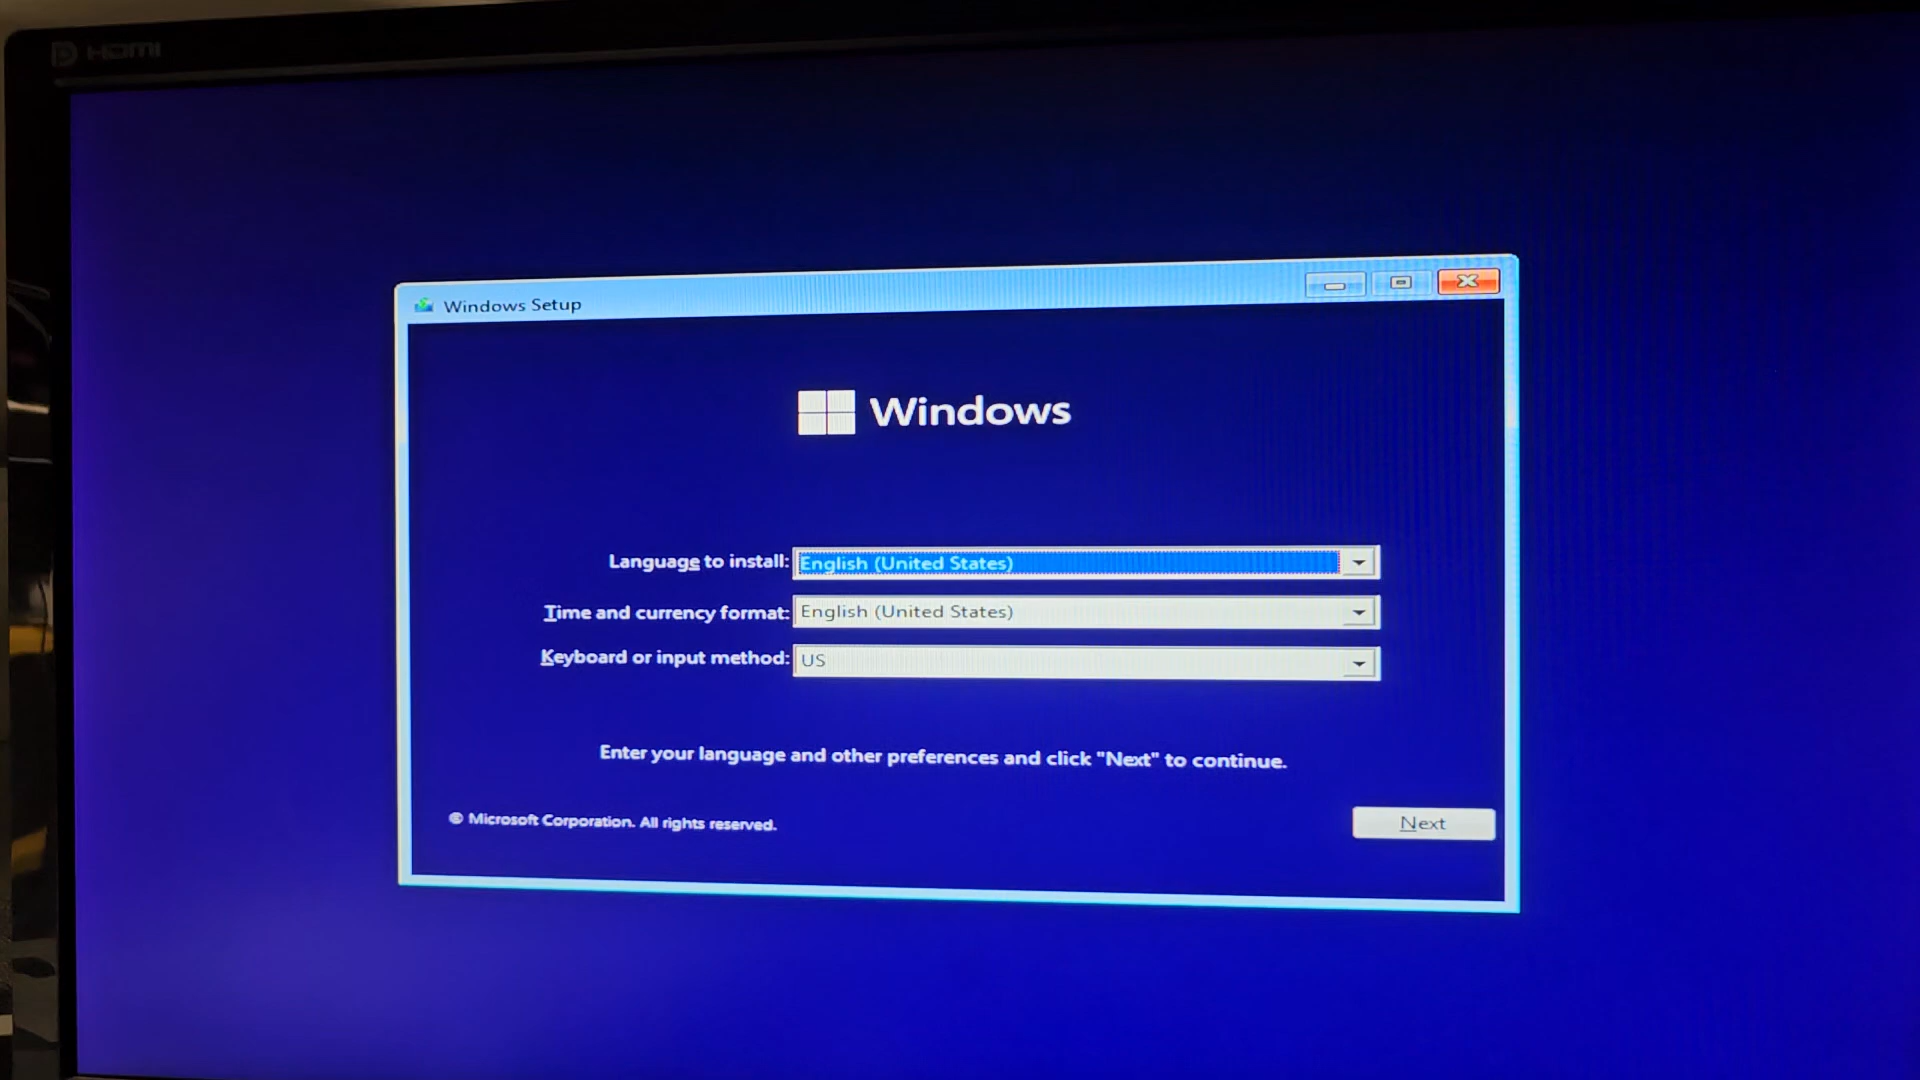 HDMI
Windows Setup
Windows
Language to install: English (United States)
Time and currency format: English (United States)
Keyboard or input method: US
Enter your language and other preferences and click "Next" to continue.
© Microsoft Corporation. All rights reserved.
Next